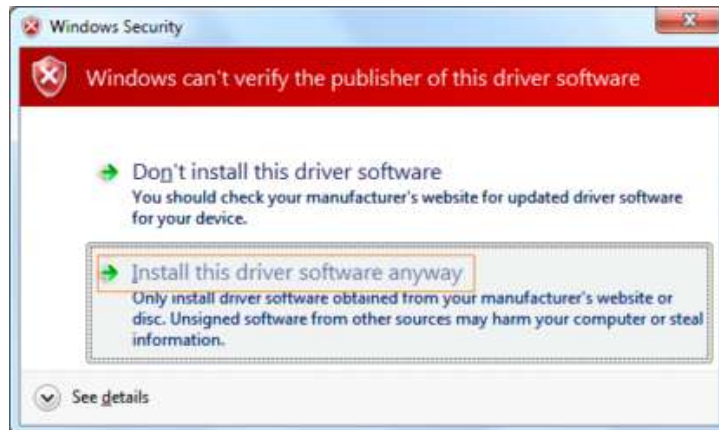 Windows Security
Windows can't verify the publisher of this driver software
Don't install this driver software
You should check your manufacturer's website for updated driver software
for your device.
Install this driver software anyway
Only install driver software obtained from your manufacturer's website or
disc. Unsigned software from other sources may harm your computer or steal
information.
See details